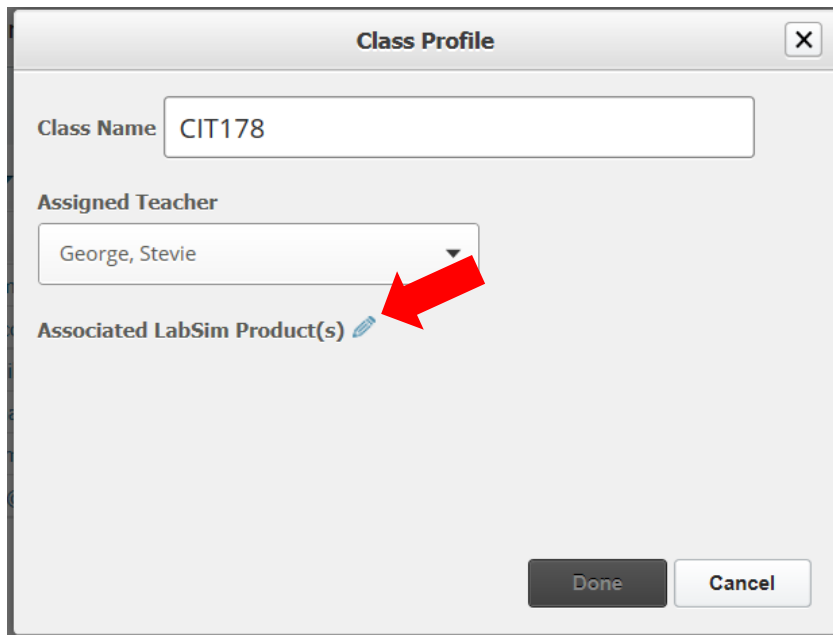 Class Profile
Class Name CIT178
Assigned Teacher
George, Stevie
Associated LabSim Product(s)
Done Cancel